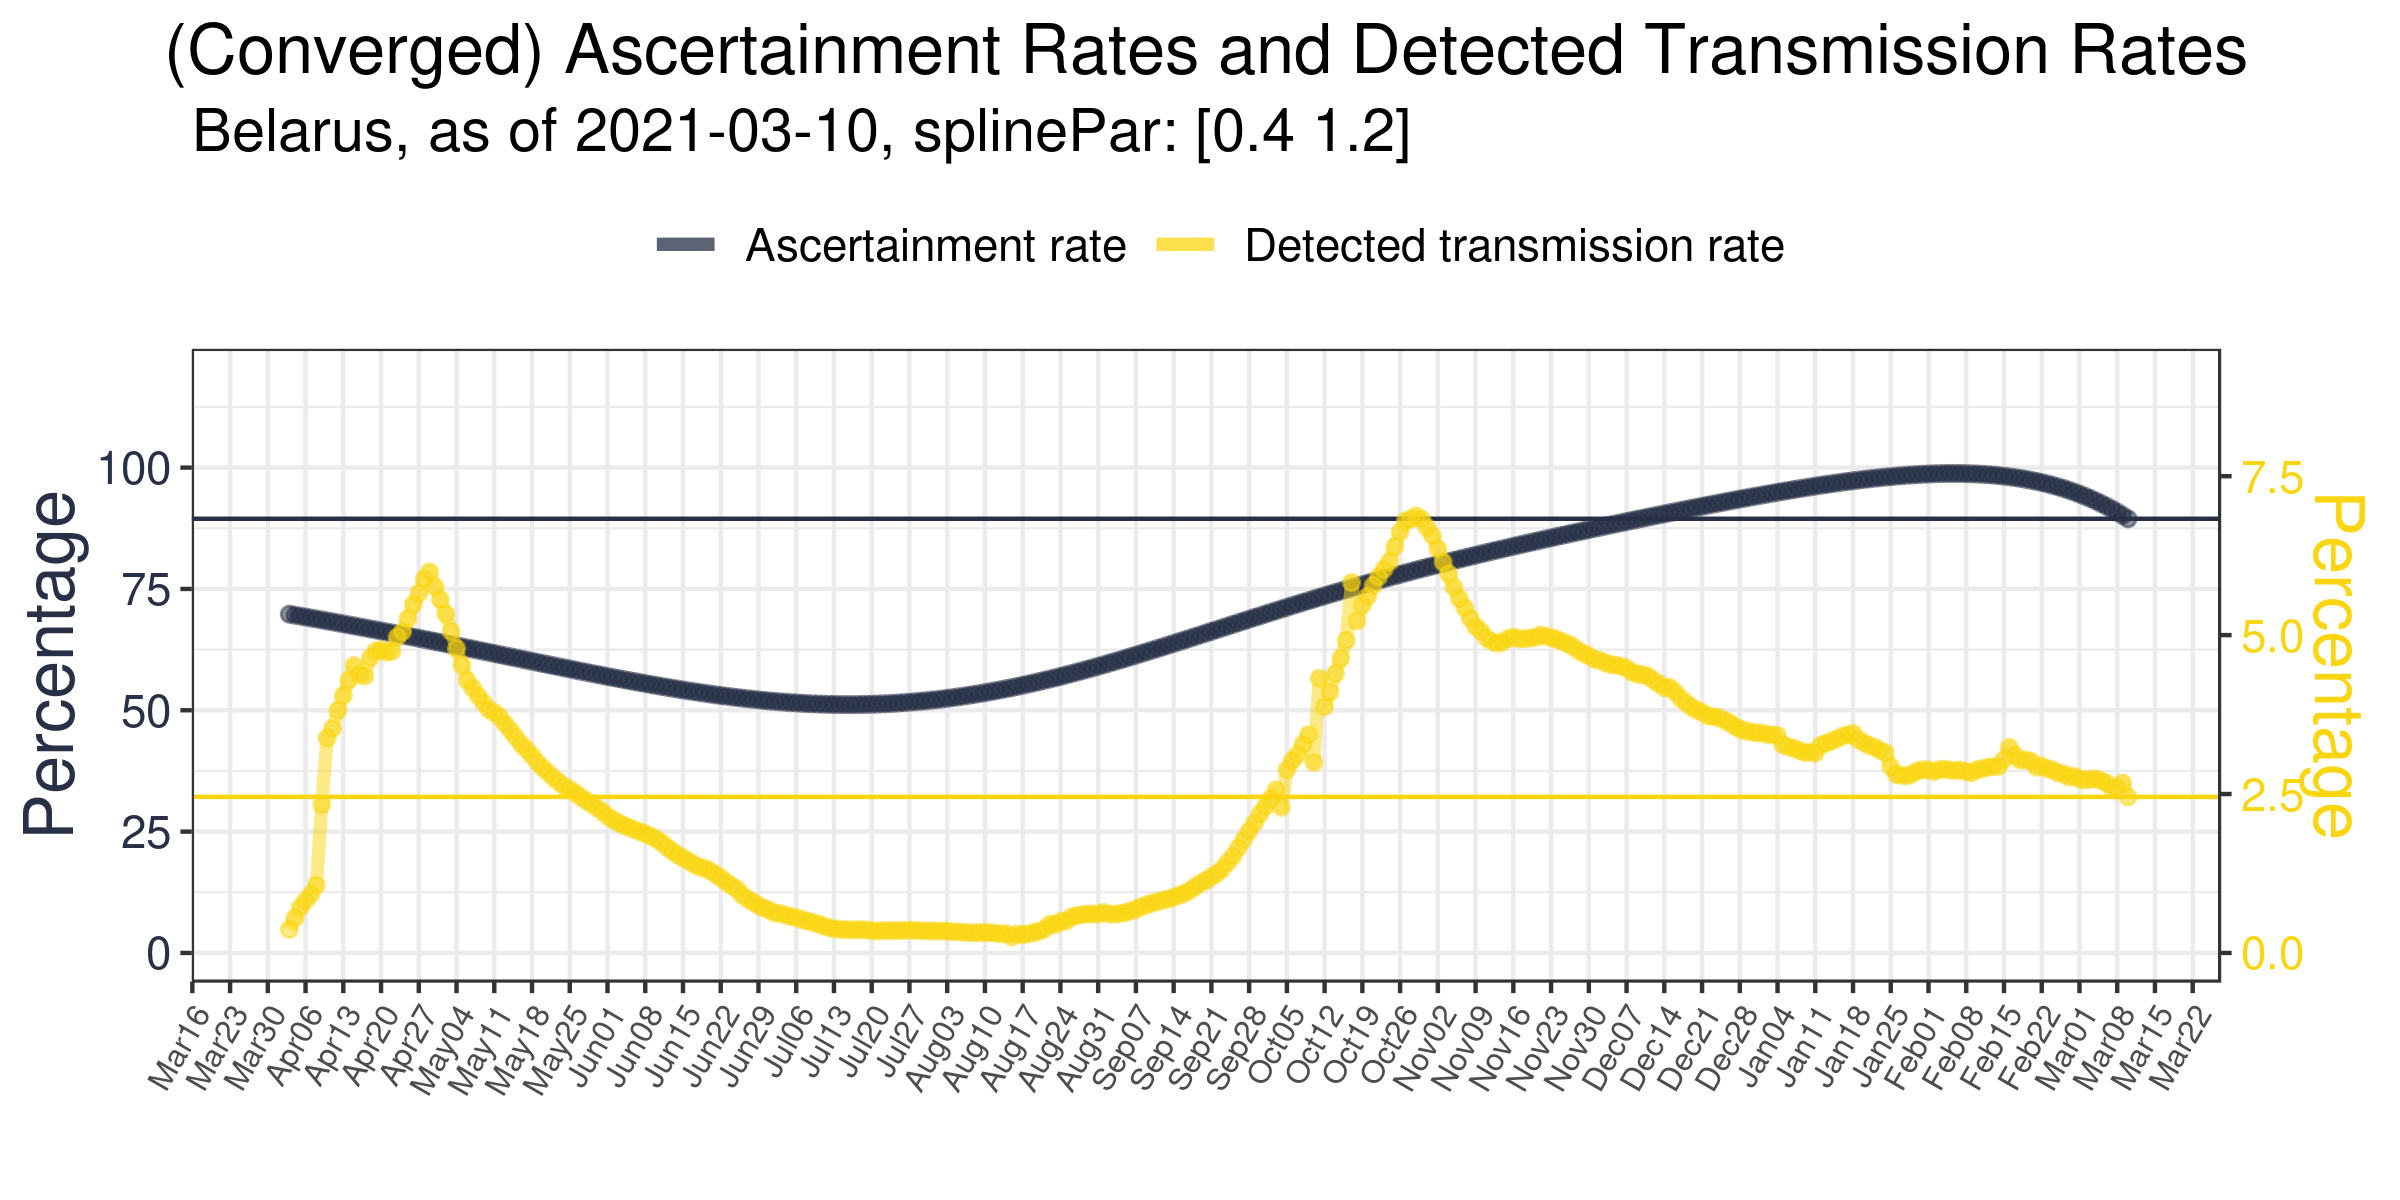 (Converged) Ascertainment Rates and Detected Transmission Rates
Belarus, as of 2021-03-10, splinePar: [0.4 1.2]
Ascertainment rate
Detected transmission rate
Percentage
100
75
50
25
0
7.5
5.0
2.5
0.0
Percentage
Mar16
Mar23
Mar30
Apr06
Apr13
Apr20
Apr27
May04
May11
May18
May25
Jun01
Jun08
Jun15
Jun22
Jun29
Jul06
Jul13
Jul20
Jul27
Aug03
Aug10
Aug17
Aug24
Aug31
Sep07
Sep14
Sep21
Sep28
Oct05
Oct12
Oct19
Oct26
Nov02
Nov09
Nov16
Nov23
Nov30
Dec07
Dec14
Dec21
Dec28
Jan04
Jan11
Jan18
Jan25
Feb01
Feb08
Feb15
Feb22
Mar01
Mar08
Mar15
Mar22